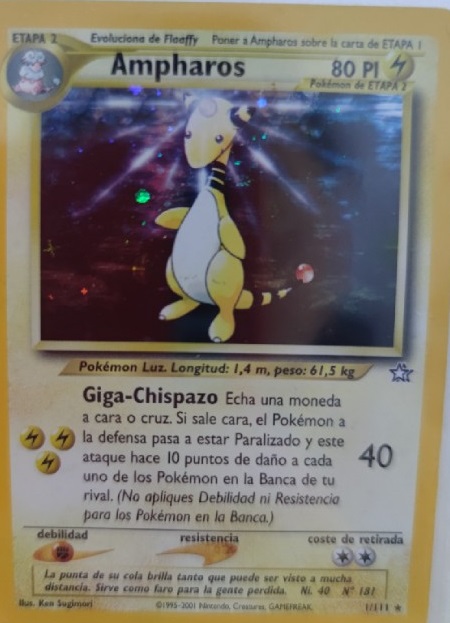 ETAPA 2 Evoluciona de Flaaffy Poner a Ampharos sobre la carta de ETAPA 1
Ampharos 80 PI
Pokémon de ETAPA 2
Pokémon Luz. Longitud: 1,4 m, peso: 61,5 kg
Giga-Chispazo Echa una moneda
a cara o cruz. Si sale cara, el Pokémon a
la defensa pasa a estar Paralizado y este
ataque hace 10 puntos de daño a cada
uno de los Pokémon en la Banca de tu
rival. (No apliques Debilidad ni Resistencia
para los Pokémon en la Banca.)
40
debilidad resistencia coste de retirada
La punta de su cola brilla tanto que puede ser visto a mucha
distancia. Sirve como faro para la gente perdida. Ni. 40 Nº 181
Ilus. Ken Sugimori ©1995-2001 Nintendo, Creatures, GAMEFREAK. 1/111 ★